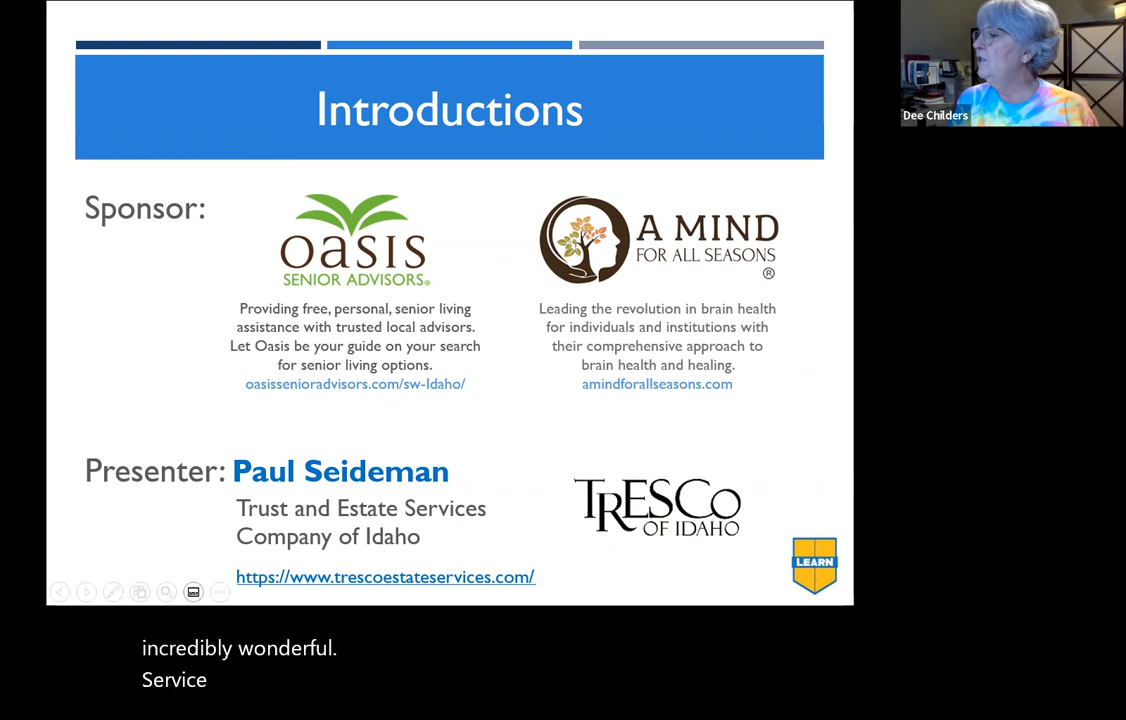 Introductions
Dee Childers
Sponsor:
oasis
SENIOR ADVISORS®
Providing free, personal, senior living
assistance with trusted local advisors.
Let Oasis be your guide on your search
for senior living options.
oasissenioradvisors.com/sw-Idaho/
A MIND
FOR ALL SEASONS
®
Leading the revolution in brain health
for individuals and institutions with
their comprehensive approach to
brain health and healing.
amindforallseasons.com
Presenter: Paul Seideman
Trust and Estate Services
Company of Idaho
https://www.trescoestateservices.com/
TRESCO
OF IDAHO
LEARN
incredibly wonderful.
Service